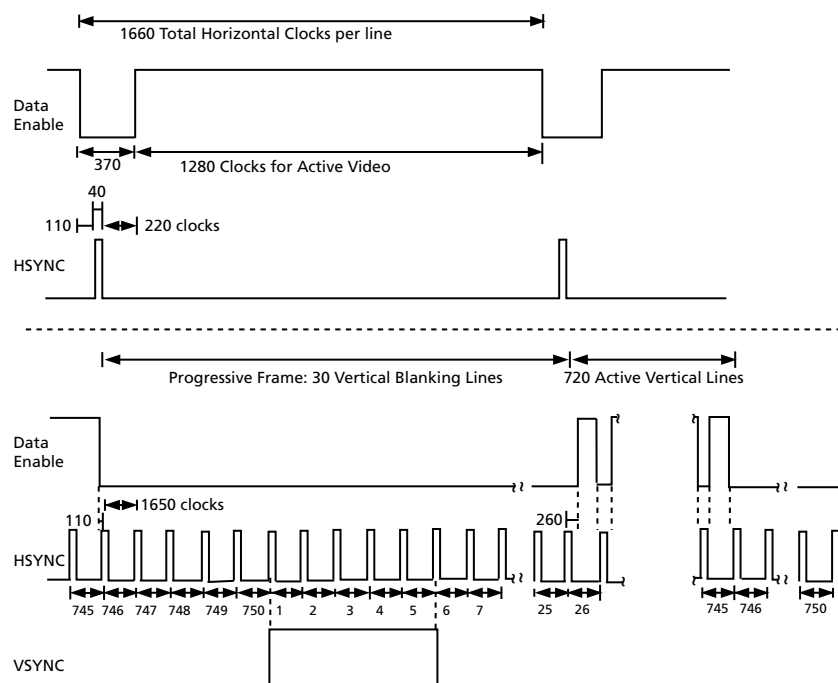 1660 Total Horizontal Clocks per line
Data
Enable
370
1280 Clocks for Active Video
40
110
220 clocks
HSYNC
Progressive Frame: 30 Vertical Blanking Lines
720 Active Vertical Lines
Data
Enable
1650 clocks
110
260
HSYNC
745 746 747 748 749 750 1 2 3 4 5 6 7 25 26 745 746 750
VSYNC